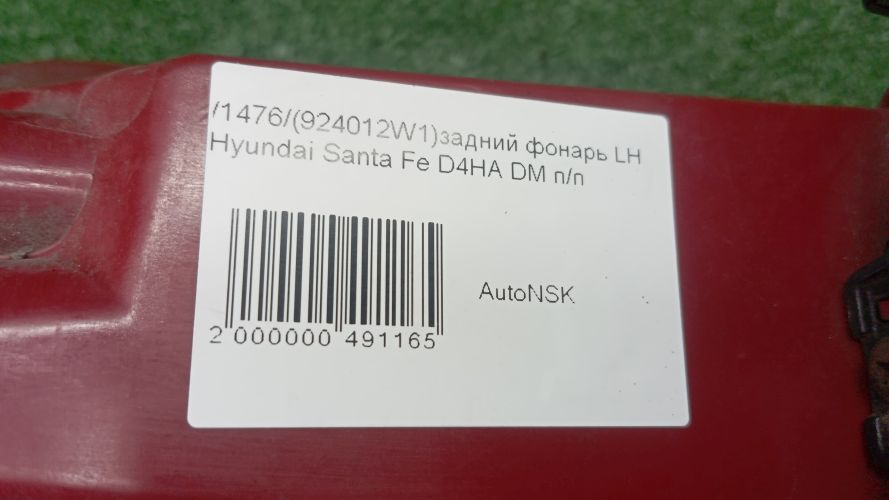 /1476/(924012W1)задний фонарь LH
Hyundai Santa Fe D4HA DM п/п
AutoNSK
2 000000 491165